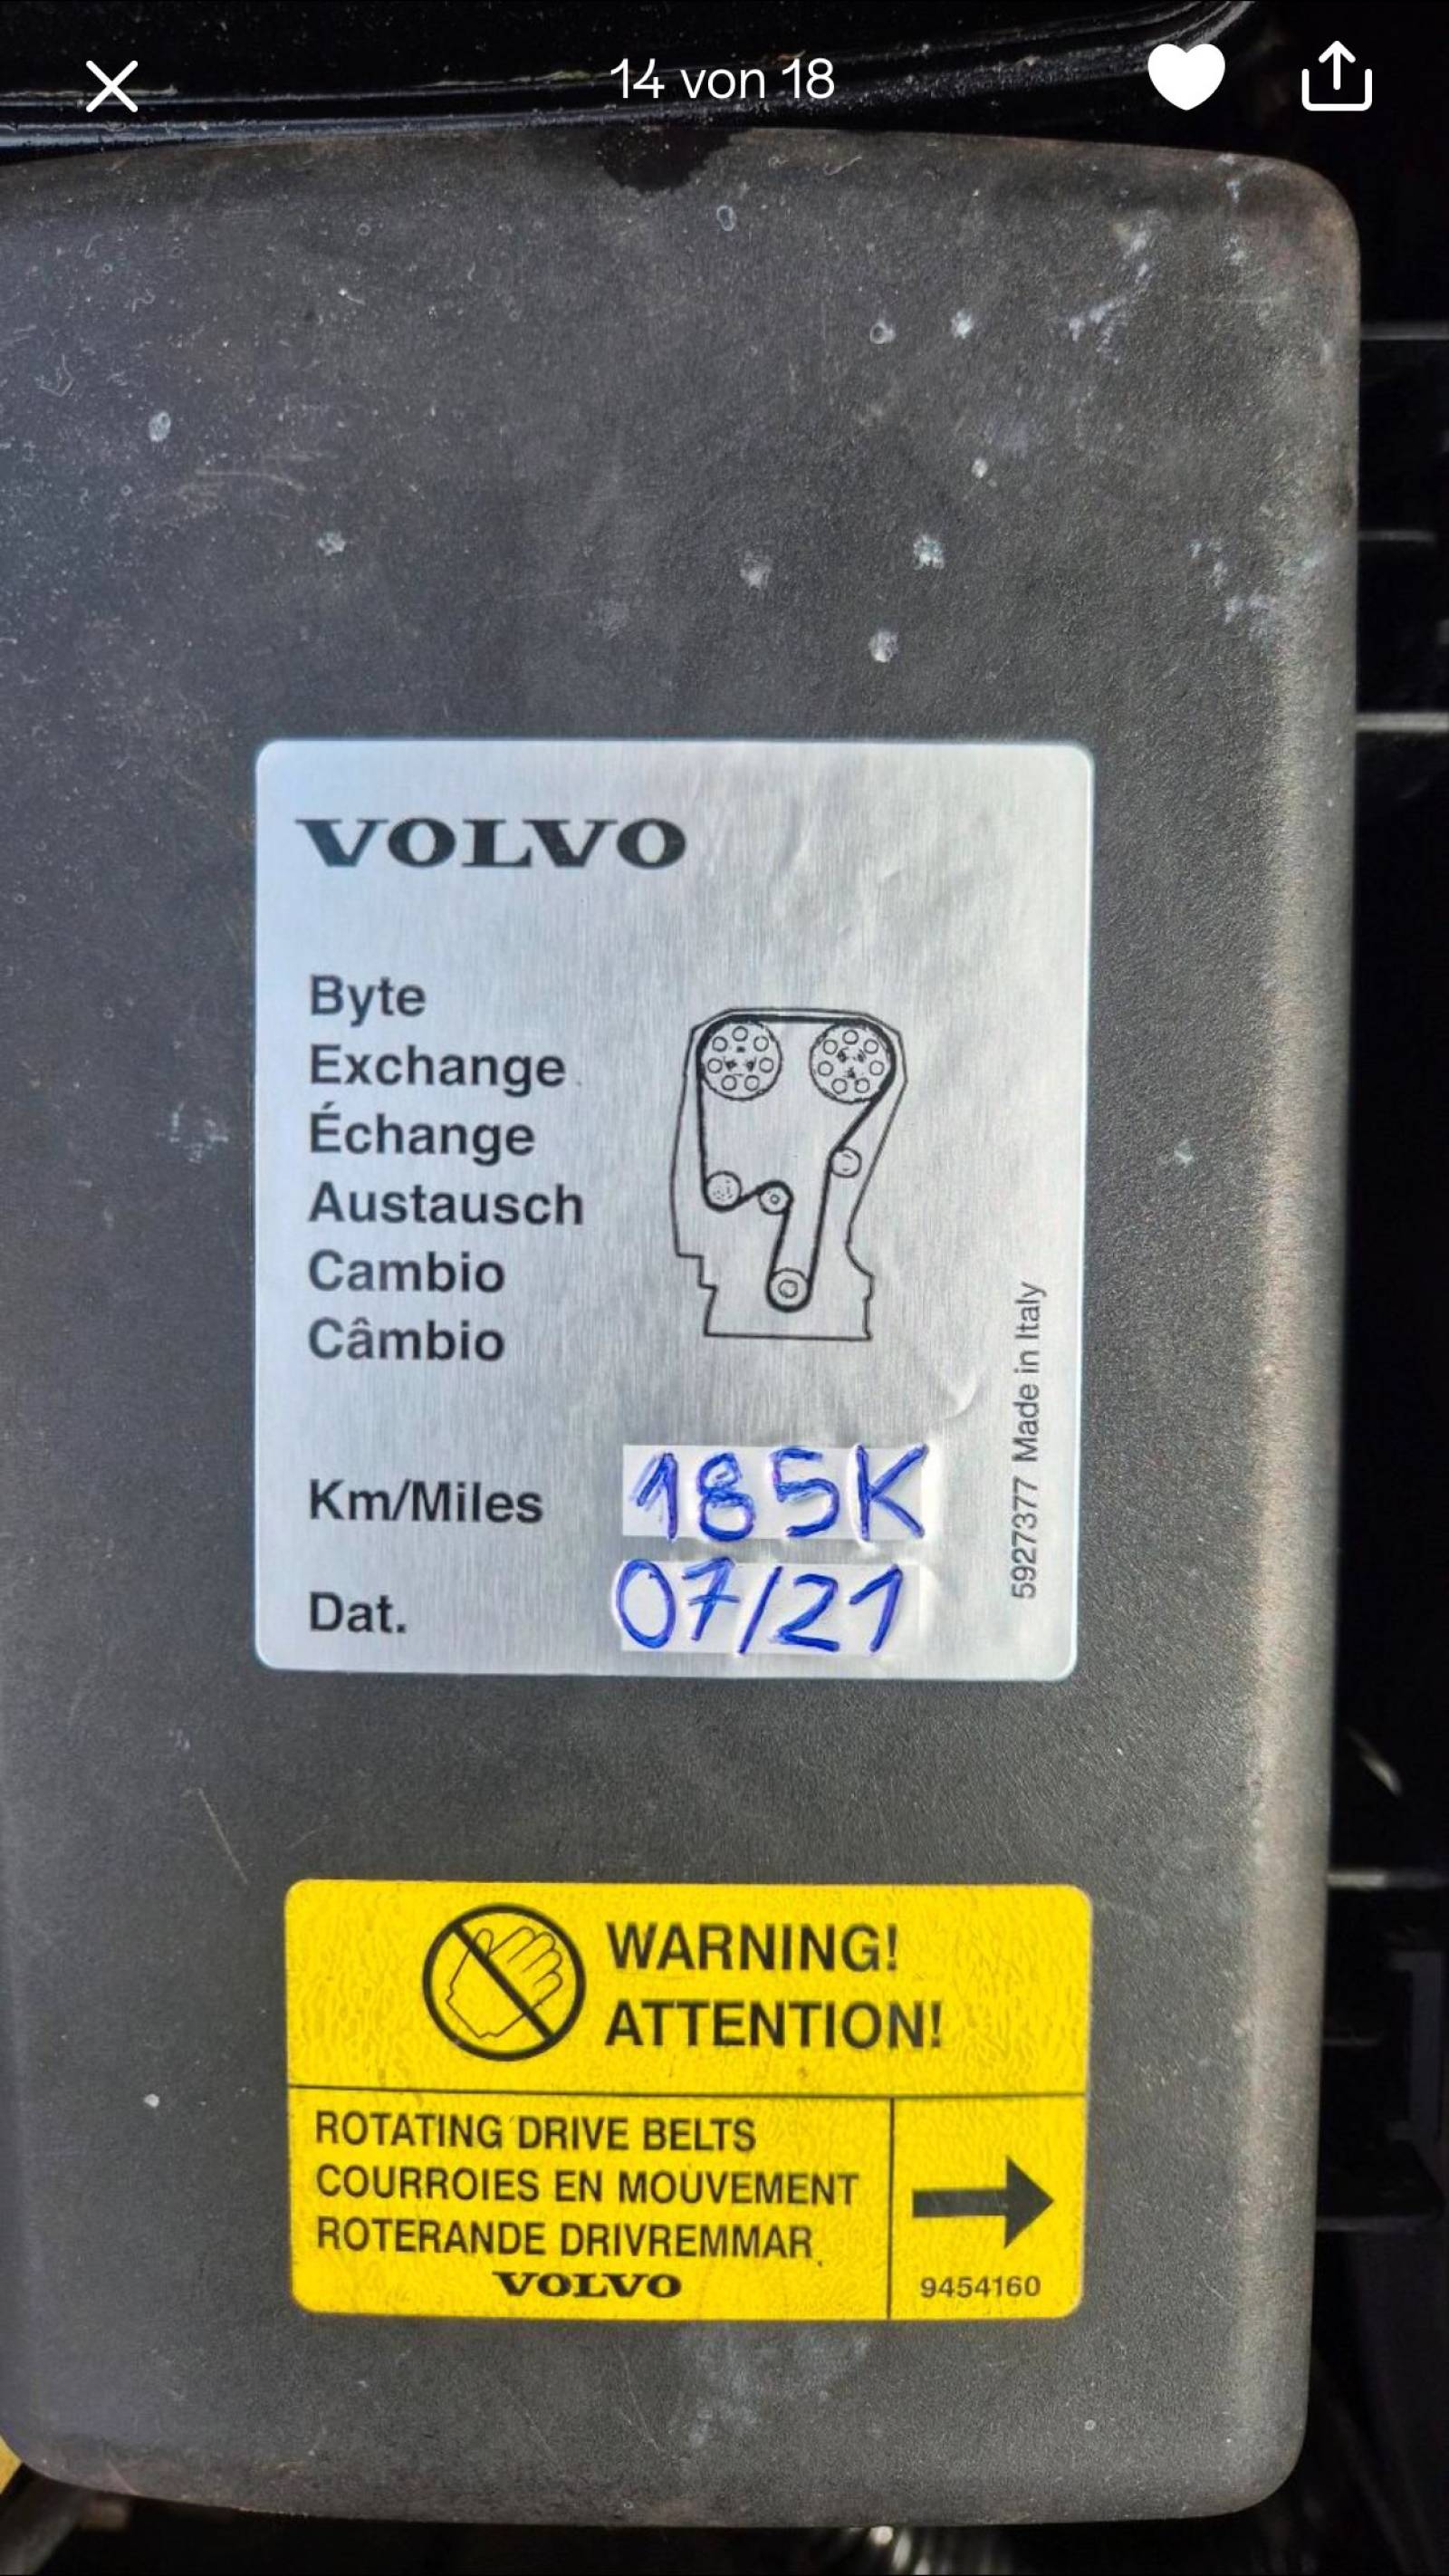 14 von 18
VOLVO
Byte
Exchange
Échange
Austausch
Cambio
Câmbio
Km/Miles 185K
Dat. 07/21
5927377 Made in Italy
WARNING!
ATTENTION!
ROTATING DRIVE BELTS
COURROIES EN MOUVEMENT
ROTERANDE DRIVREMMAR
VOLVO
9454160